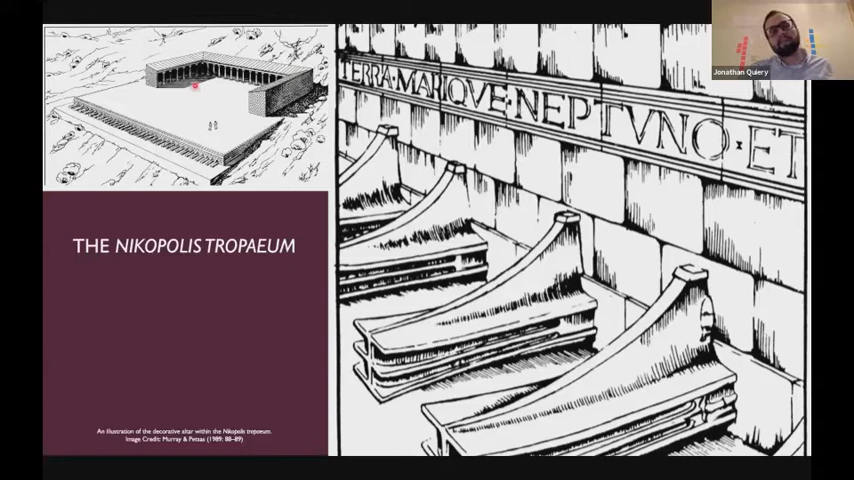 TERRA·MARIQVE·NEPTVNO·ET
Jonathan Quiery
THE NIKOPOLIS TROPAEUM
An Illustration of the decorative altar within the Nikopolis tropaeum.
Image Credit: Murray & Petsas (1989: 88–89)